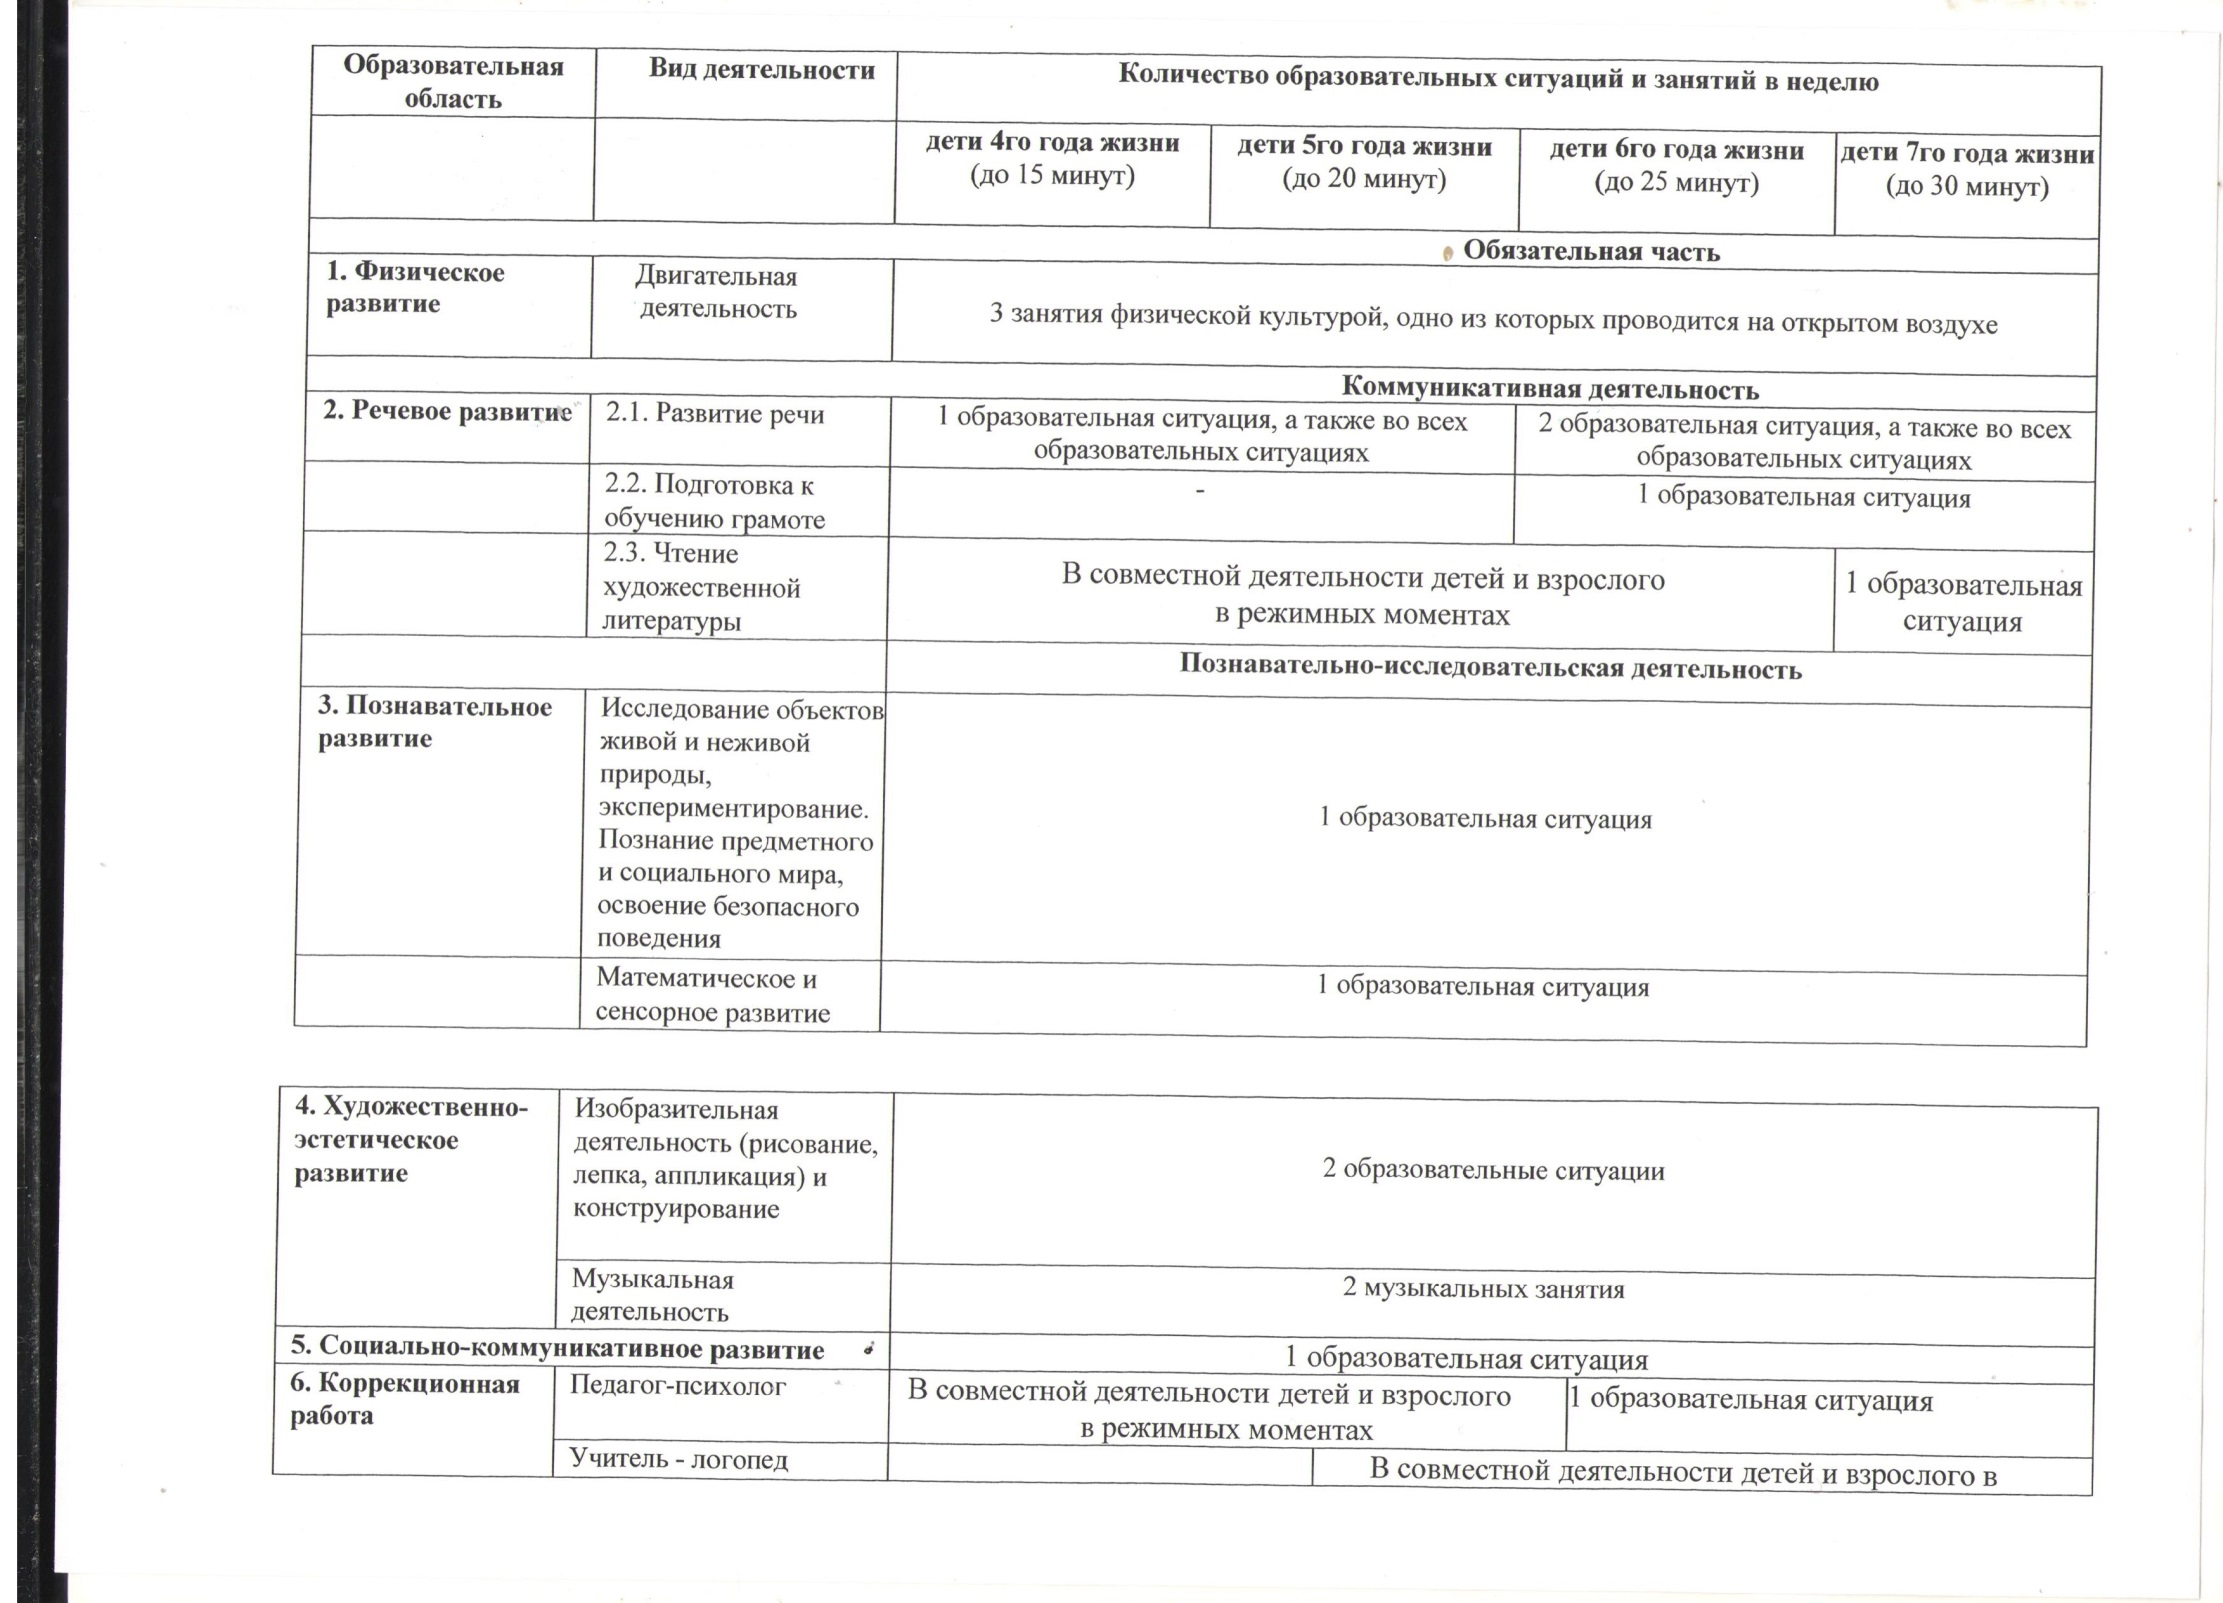 Образовательная область
Вид деятельности
Количество образовательных ситуаций и занятий в неделю
дети 4го года жизни
(до 15 минут)
дети 5го года жизни
(до 20 минут)
дети 6го года жизни
(до 25 минут)
дети 7го года жизни
(до 30 минут)
Обязательная часть
1. Физическое
развитие
Двигательная
деятельность
3 занятия физической культурой, одно из которых проводится на открытом воздухе
Коммуникативная деятельность
2. Речевое развитие
2.1. Развитие речи
1 образовательная ситуация, а также во всех
образовательных ситуациях
2 образовательная ситуация, а также во всех
образовательных ситуациях
2.2. Подготовка к
обучению грамоте
-
1 образовательная ситуация
2.3. Чтение
художественной
литературы
В совместной деятельности детей и взрослого
в режимных моментах
1 образовательная
ситуация
Познавательно-исследовательская деятельность
3. Познавательное
развитие
Исследование объектов
живой и неживой
природы,
экспериментирование.
Познание предметного
и социального мира,
освоение безопасного
поведения
1 образовательная ситуация
Математическое и
сенсорное развитие
1 образовательная ситуация
4. Художественно-
эстетическое
развитие
Изобразительная
деятельность (рисование,
лепка, аппликация) и
конструирование
2 образовательные ситуации
Музыкальная
деятельность
2 музыкальных занятия
5. Социально-коммуникативное развитие
1 образовательная ситуация
6. Коррекционная
работа
Педагог-психолог
В совместной деятельности детей и взрослого
в режимных моментах
1 образовательная ситуация
Учитель - логопед
В совместной деятельности детей и взрослого в